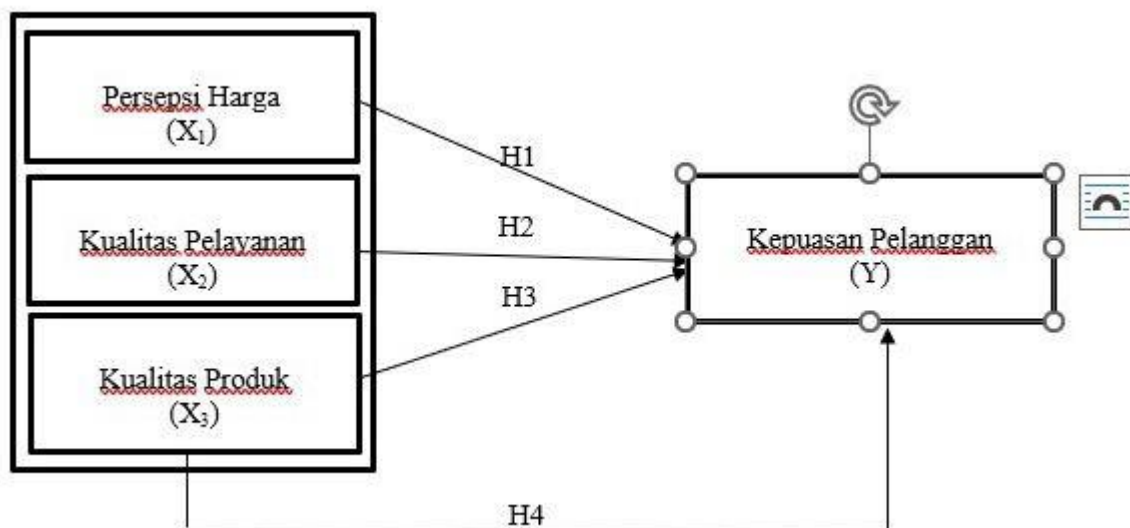 Persepsi Harga
(X₁)
H1
Kualitas Pelayanan
(X₂)
H2
Kepuasan Pelanggan
(Y)
H3
Kualitas Produk
(X₃)
H4